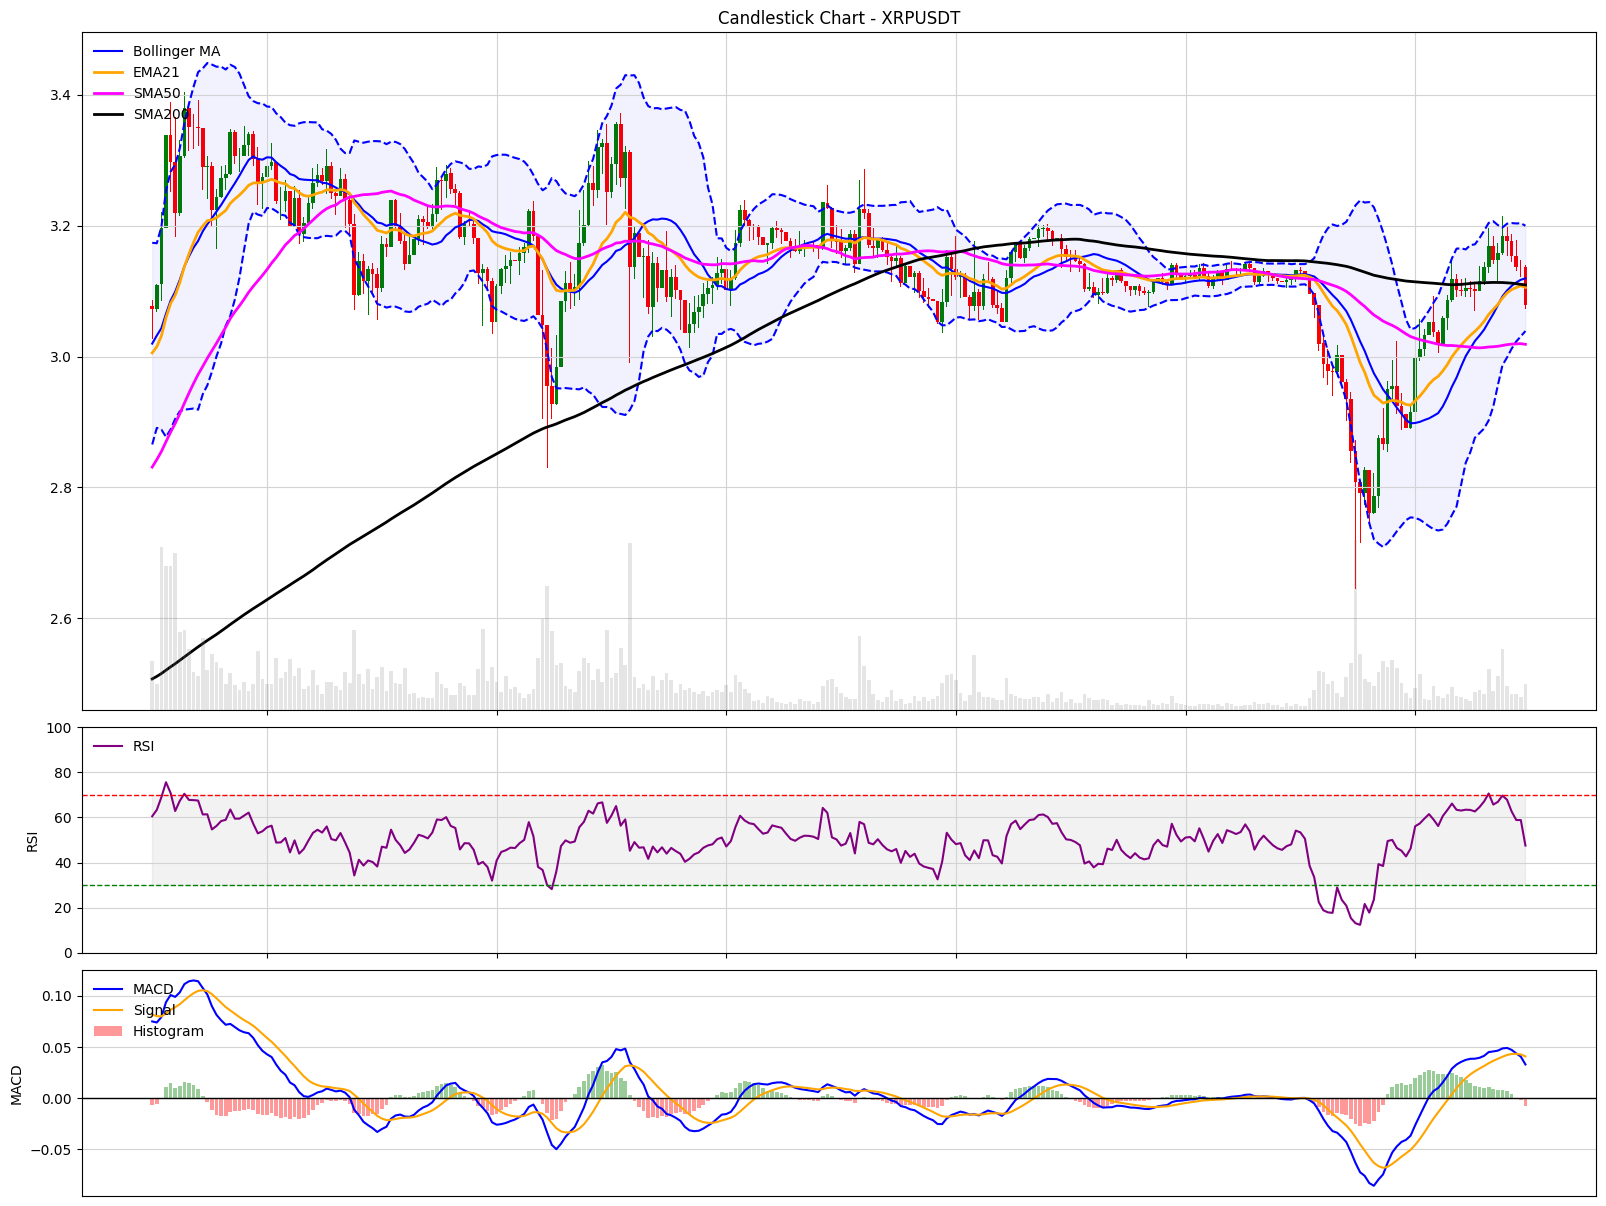 Candlestick Chart - XRPUSDT
Bollinger MA
EMA21
SMA50
SMA200
3.4
3.2
3.0
2.8
2.6
RSI
100
80
60
40
20
0
RSI
MACD
Signal
Histogram
0.10
0.05
0.00
−0.05
MACD